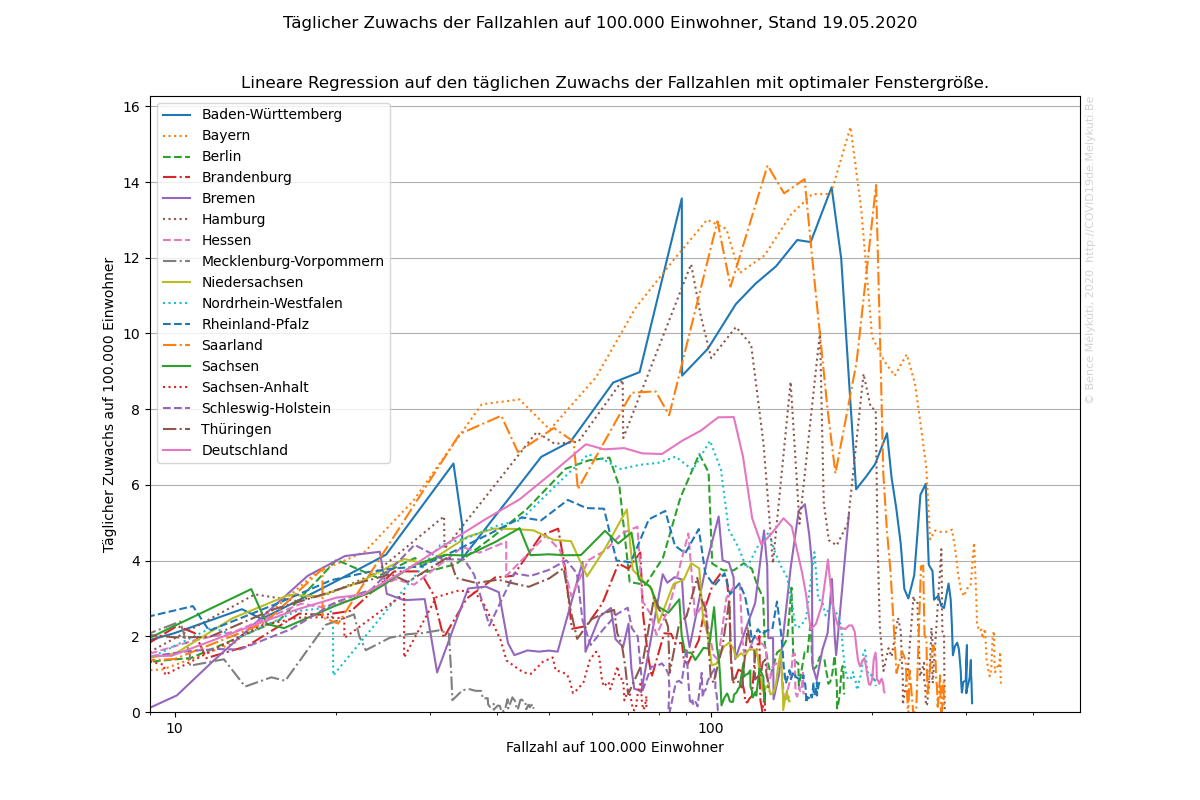 Täglicher Zuwachs der Fallzahlen auf 100.000 Einwohner, Stand 19.05.2020
Lineare Regression auf den täglichen Zuwachs der Fallzahlen mit optimaler Fenstergröße.
Täglicher Zuwachs auf 100.000 Einwohner
16
14
12
10
8
6
4
2
0
Baden-Württemberg
Bayern
Berlin
Brandenburg
Bremen
Hamburg
Hessen
Mecklenburg-Vorpommern
Niedersachsen
Nordrhein-Westfalen
Rheinland-Pfalz
Saarland
Sachsen
Sachsen-Anhalt
Schleswig-Holstein
Thüringen
Deutschland
10
100
Fallzahl auf 100.000 Einwohner
© Bence Mélykúti, 2020. http://COVID19de.Melykuti.Be